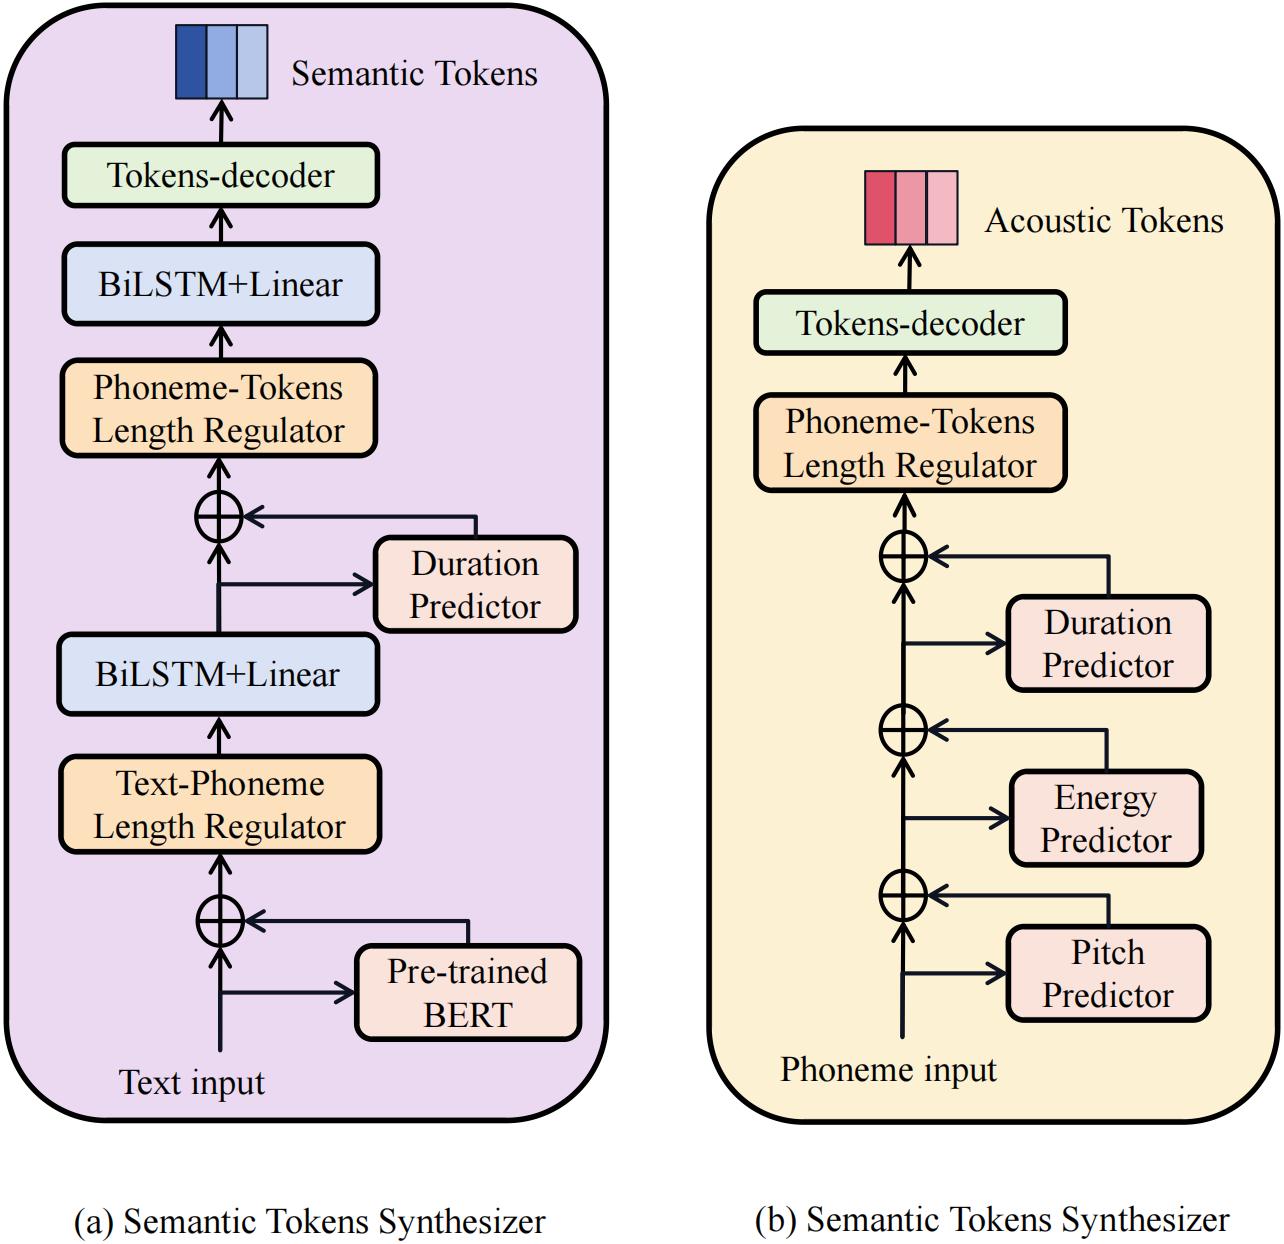 Semantic Tokens
Tokens-decoder
BiLSTM+Linear
Phoneme-Tokens
Length Regulator
Duration
Predictor
BiLSTM+Linear
Text-Phoneme
Length Regulator
Pre-trained
BERT
Text input
(a) Semantic Tokens Synthesizer
Acoustic Tokens
Tokens-decoder
Phoneme-Tokens
Length Regulator
Duration
Predictor
Energy
Predictor
Pitch
Predictor
Phoneme input
(b) Semantic Tokens Synthesizer